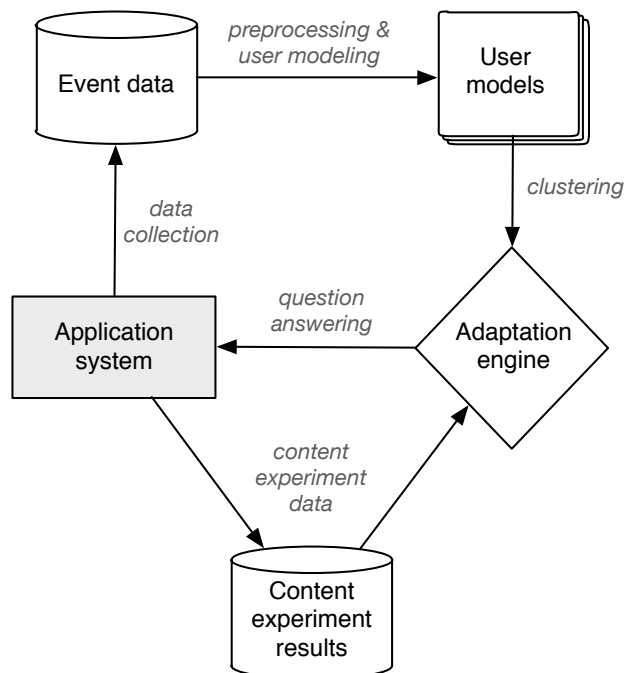 Event data
preprocessing &
user modeling
User
models
clustering
data
collection
Application
system
question
answering
Adaptation
engine
content
experiment
data
Content
experiment
results